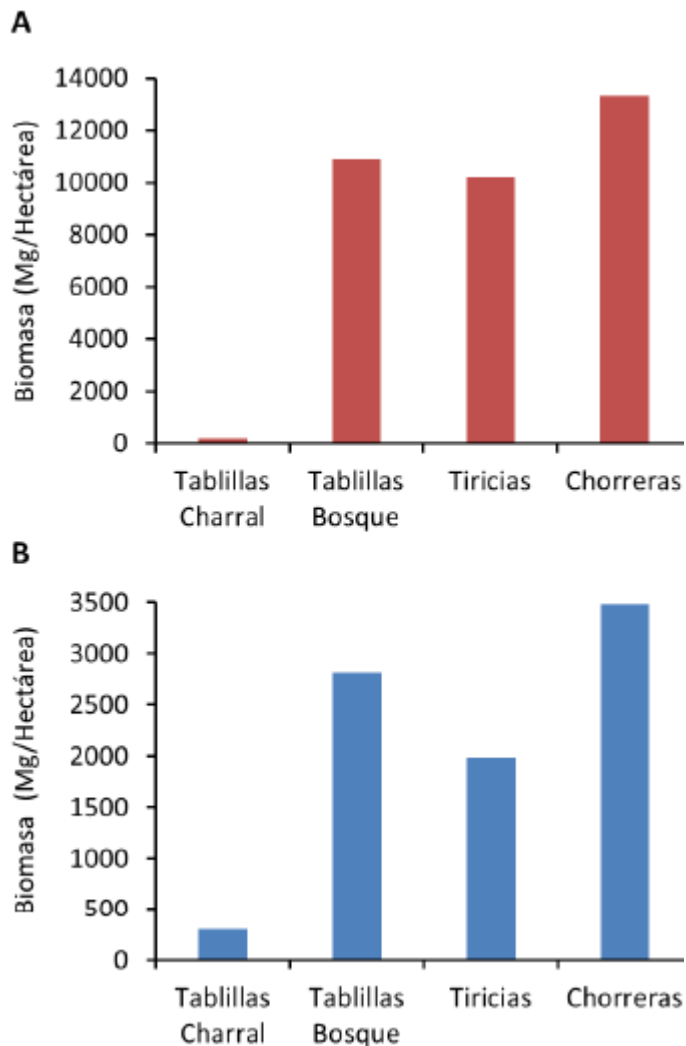 A
Biomasa (Mg/Hectárea)
14000
12000
10000
8000
6000
4000
2000
0
Tablillas Charral
Tablillas Bosque
Tiricias
Chorreras
B
Biomasa (Mg/Hectárea)
3500
3000
2500
2000
1500
1000
500
0
Tablillas Charral
Tablillas Bosque
Tiricias
Chorreras